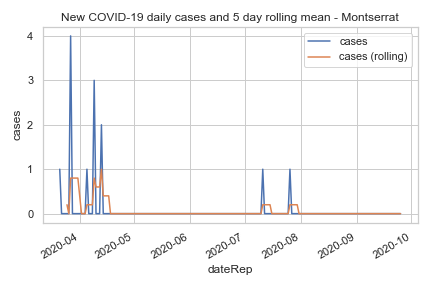 New COVID-19 daily cases and 5 day rolling mean - Montserrat
cases
cases (rolling)
4
3
2
1
0
cases
2020-04
2020-05
2020-06
2020-07
2020-08
2020-09
2020-10
dateRep